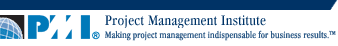 PMI® Project Management Institute
Making project management indispensable for business results.™